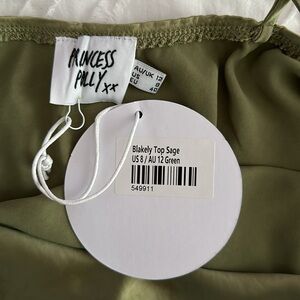 PRINCESS
POLLY xx
AU/UK 12
US 8
EU 40
Blakely Top Sage
US 8 / AU 12 Green
549911